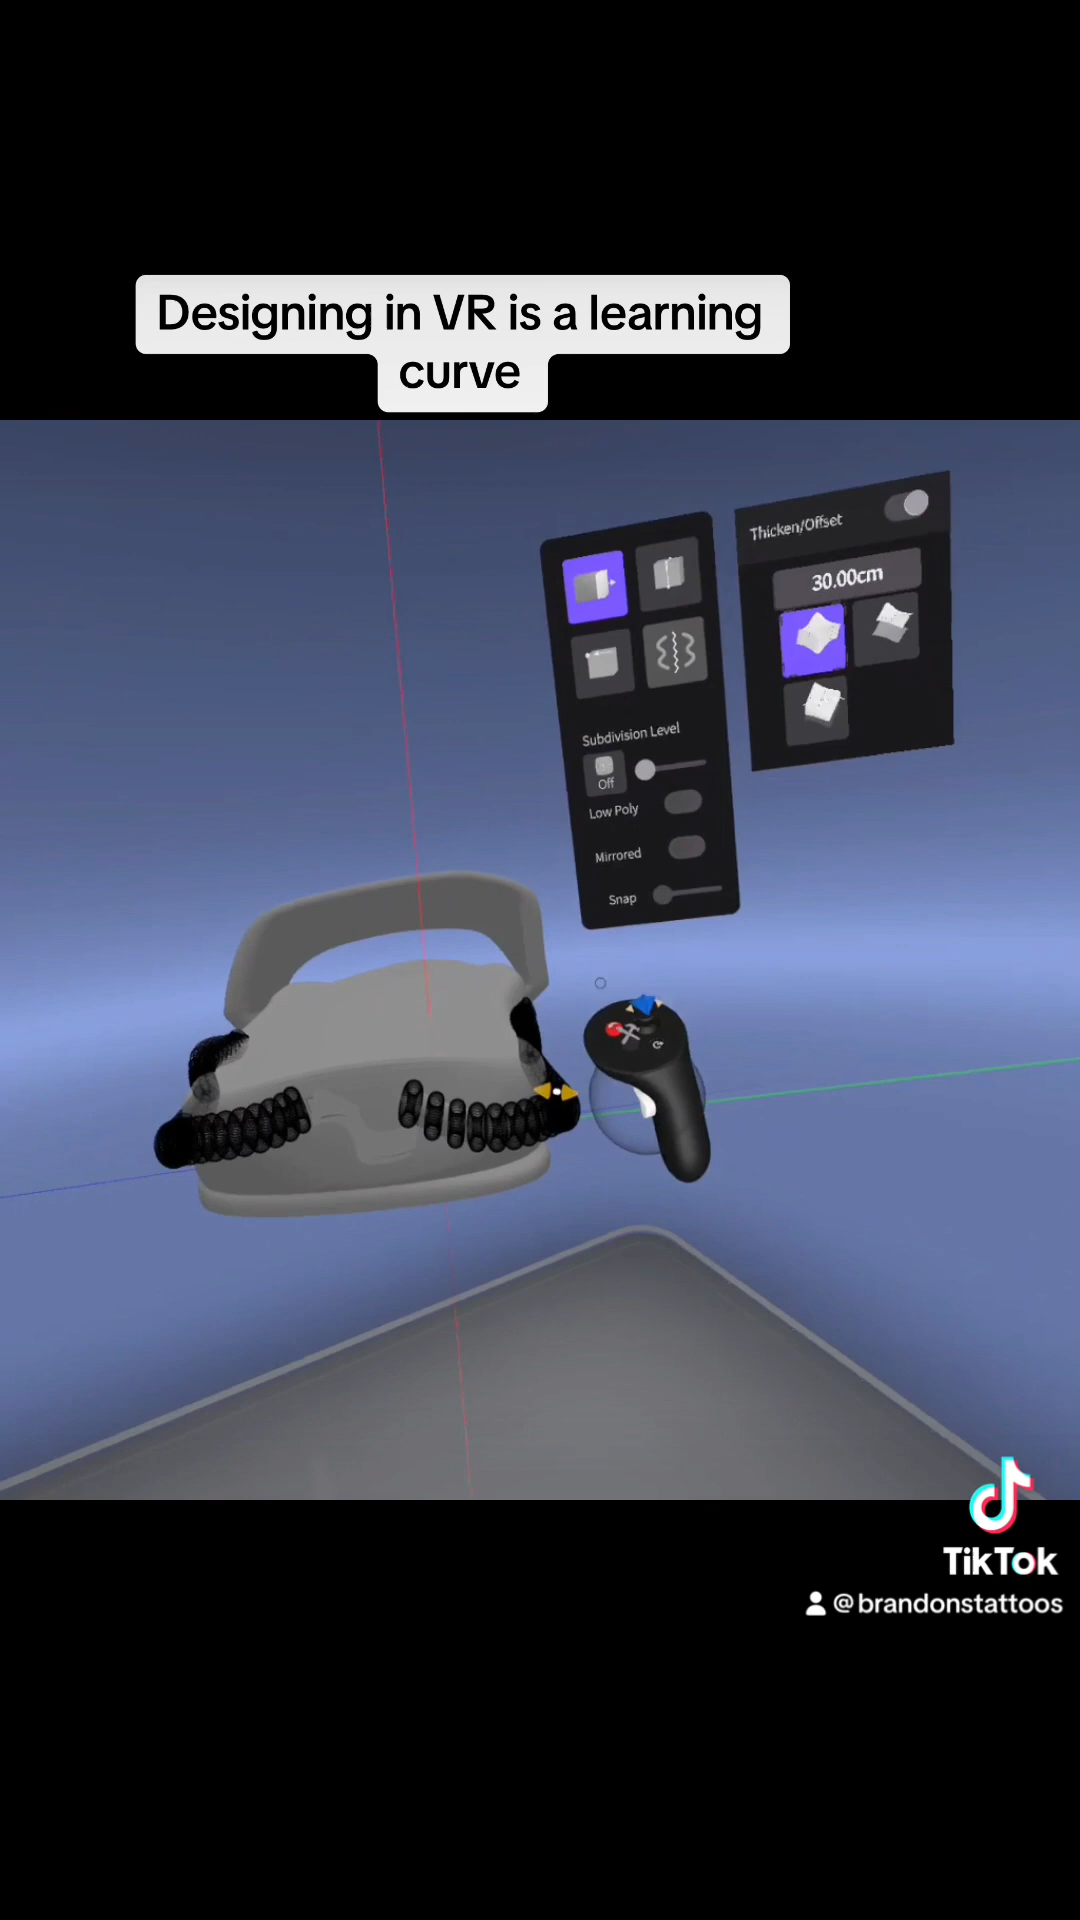 Designing in VR is a learning
curve
Thicken/Offset
30.00cm
Subdivision Level
Off
Low Poly
Mirrored
Snap
TikTok
@brandonstattoos